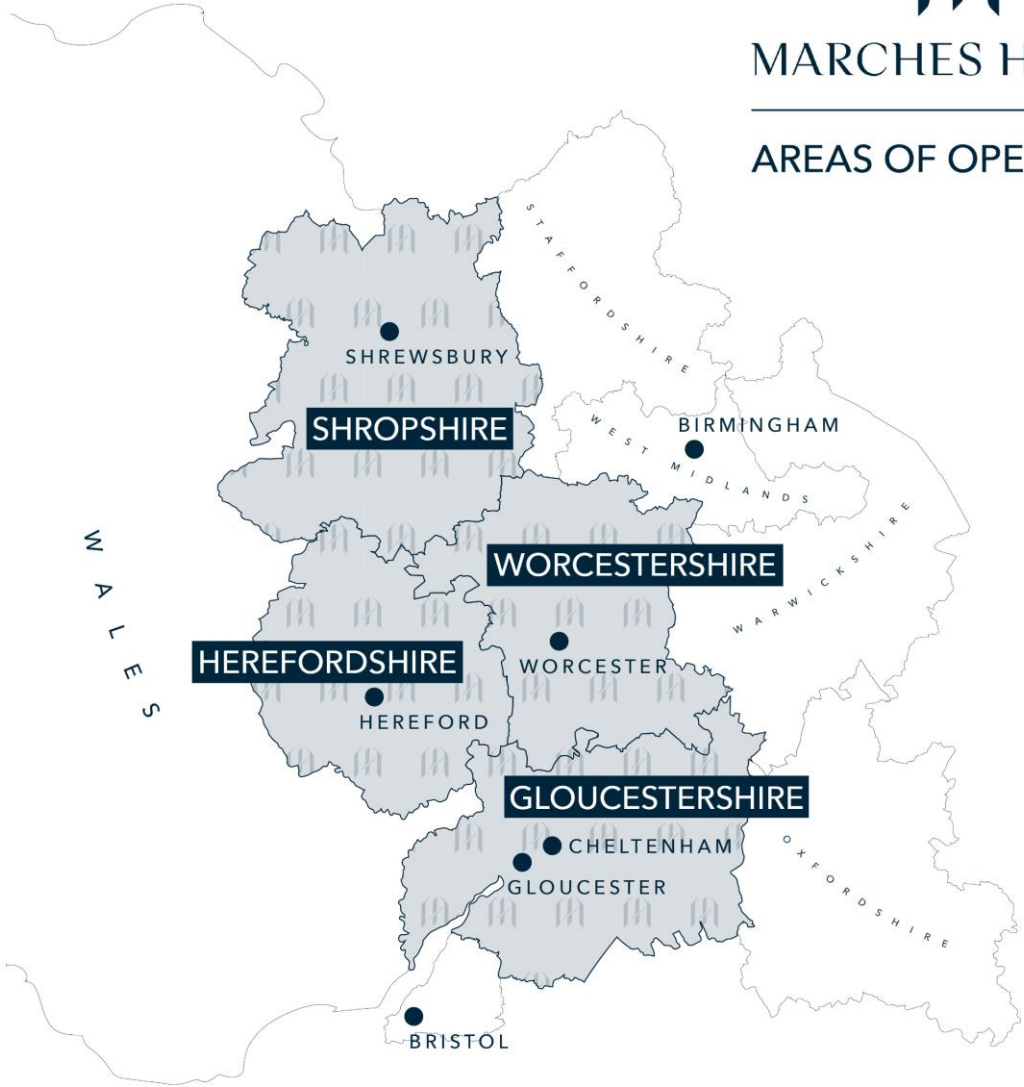 MARCHES H
AREAS OF OPE
STAFFORDSHIRE
SHREWSBURY
SHROPSHIRE
BIRMINGHAM
WEST MIDLANDS
WALES
WORCESTERSHIRE
WARWICKSHIRE
HEREFORDSHIRE
WORCESTER
HEREFORD
GLOUCESTERSHIRE
CHELTENHAM
OXFORDSHIRE
GLOUCESTER
BRISTOL